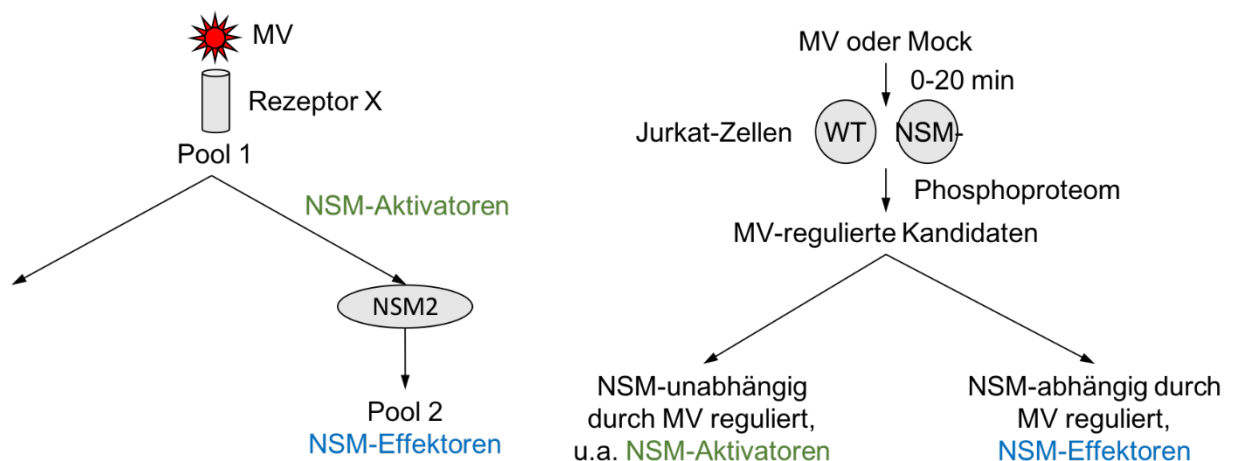 MV
Rezeptor X
Pool 1
NSM-Aktivatoren
NSM2
Pool 2
NSM-Effektoren
MV oder Mock
0-20 min
Jurkat-Zellen
WT
NSM-
Phosphoproteom
MV-regulierte Kandidaten
NSM-unabhängig
durch MV reguliert,
u.a. NSM-Aktivatoren
NSM-abhängig durch
MV reguliert,
NSM-Effektoren